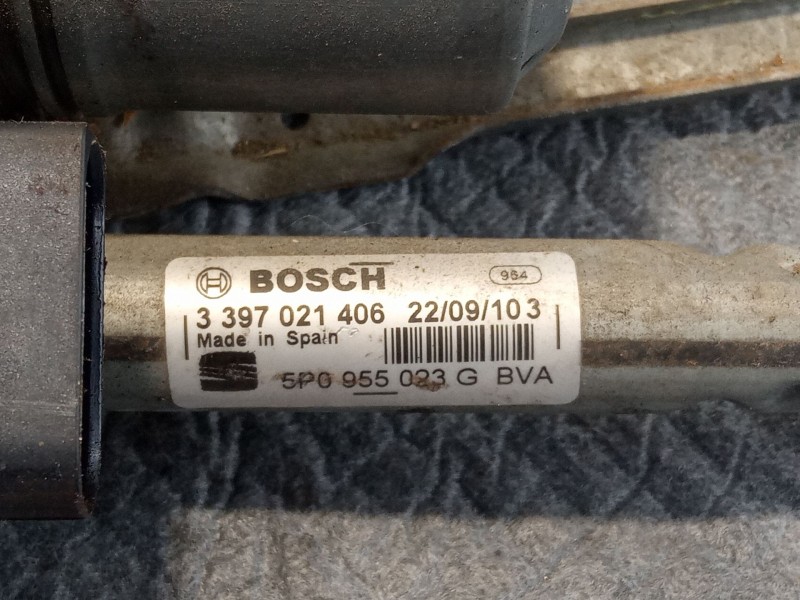 BOSCH 964
3 397 021 406 22/09/10 3
Made in Spain
5P0 955 023 G BVA